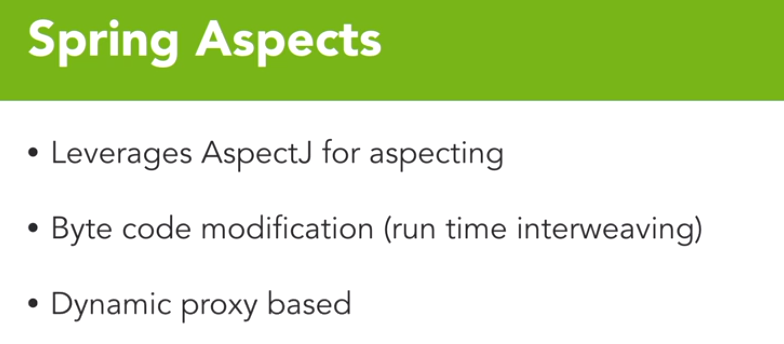 Spring Aspects
• Leverages AspectJ for aspecting
• Byte code modification (run time interweaving)
• Dynamic proxy based